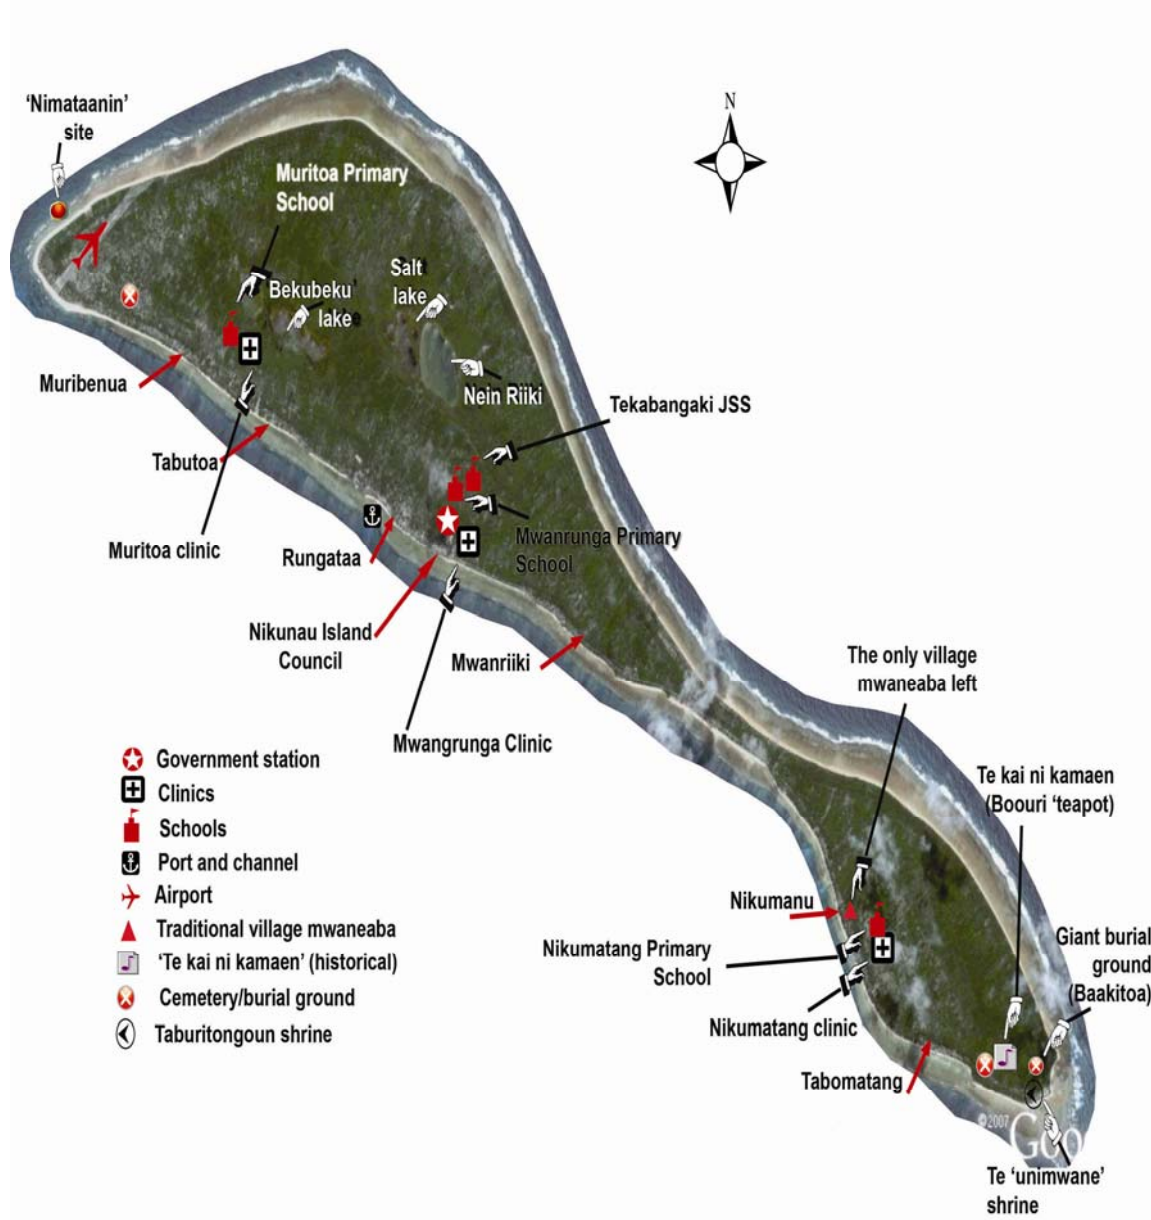 N
'Nimataanin'
site
Muritoa Primary
School
Bekubeku'
lake
Salt
lake
Nein Riiki
Muribenua
Tekabangaki JSS
Tabutoa
Muritoa clinic
Rungataa
Mwanrunga Primary
School
Nikunau Island
Council
Mwanriiki
The only village
mwaneaba left
Mwangrunga Clinic
Government station
Clinics
Schools
Port and channel
Airport
Traditional village mwaneaba
'Te kai ni kamaen' (historical)
Cemetery/burial ground
Taburitongoun shrine
Te kai ni kamaen
(Boouri 'teapot)
Nikumanu
Nikumatang Primary
School
Giant burial
ground
(Baakitoa)
Nikumatang clinic
Tabomatang
©2007
Goo
Te 'unimwane'
shrine